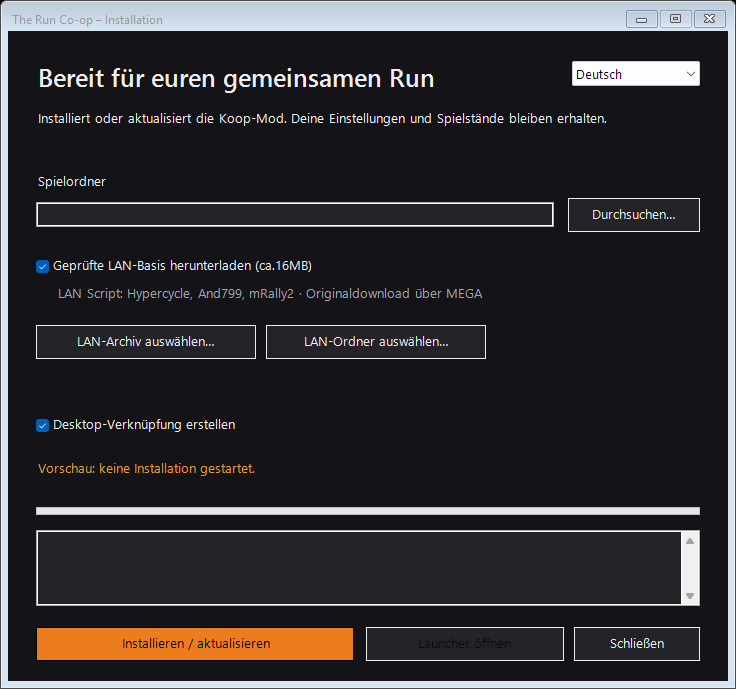 The Run Co-op – Installation
Bereit für euren gemeinsamen Run
Deutsch
Installiert oder aktualisiert die Koop-Mod. Deine Einstellungen und Spielstände bleiben erhalten.
Spielordner
Durchsuchen...
Geprüfte LAN-Basis herunterladen (ca.16MB)
LAN Script: Hypercycle, And799, mRally2 · Originaldownload über MEGA
LAN-Archiv auswählen...
LAN-Ordner auswählen...
Desktop-Verknüpfung erstellen
Vorschau: keine Installation gestartet.
Installieren / aktualisieren
Launcher öffnen
Schließen